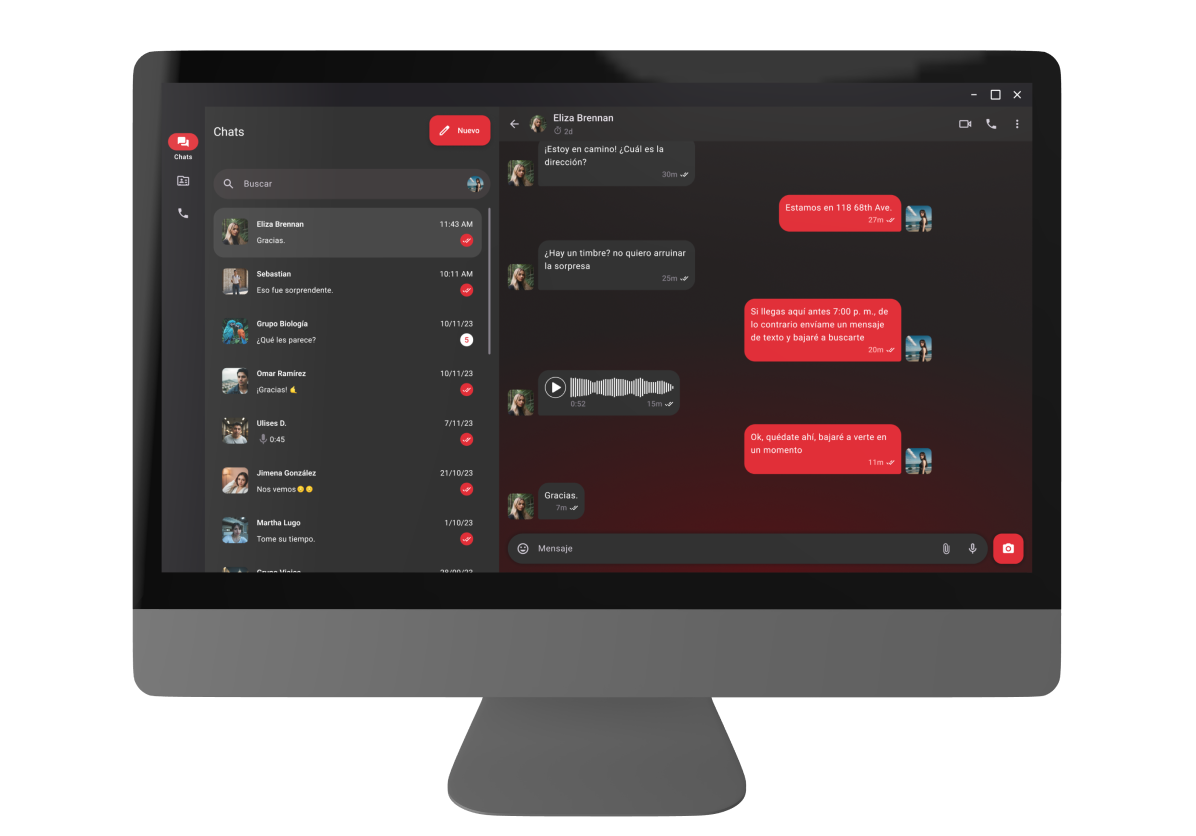 Chats
Chats
Nuevo
Buscar
Eliza Brennan
11:43 AM
Gracias.
Sebastian
10:11 AM
Eso fue sorprendente.
Grupo Biología
10/11/23
¿Qué les parece?
5
Omar Ramírez
10/11/23
¡Gracias! 🤙
Ulises D.
7/11/23
0:45
Jimena González
21/10/23
Nos vemos
Martha Lugo
1/10/23
Tome su tiempo.
Eliza Brennan
2d
¡Estoy en camino! ¿Cuál es la
dirección?
30m
Estamos en 118 68th Ave.
27m
¿Hay un timbre? no quiero arruinar
la sorpresa
25m
Si llegas aquí antes 7:00 p. m., de
lo contrario envíame un mensaje
de texto y bajaré a buscarte
20m
0:52
15m
Ok, quédate ahí, bajaré a verte en
un momento
11m
Gracias.
7m
Mensaje